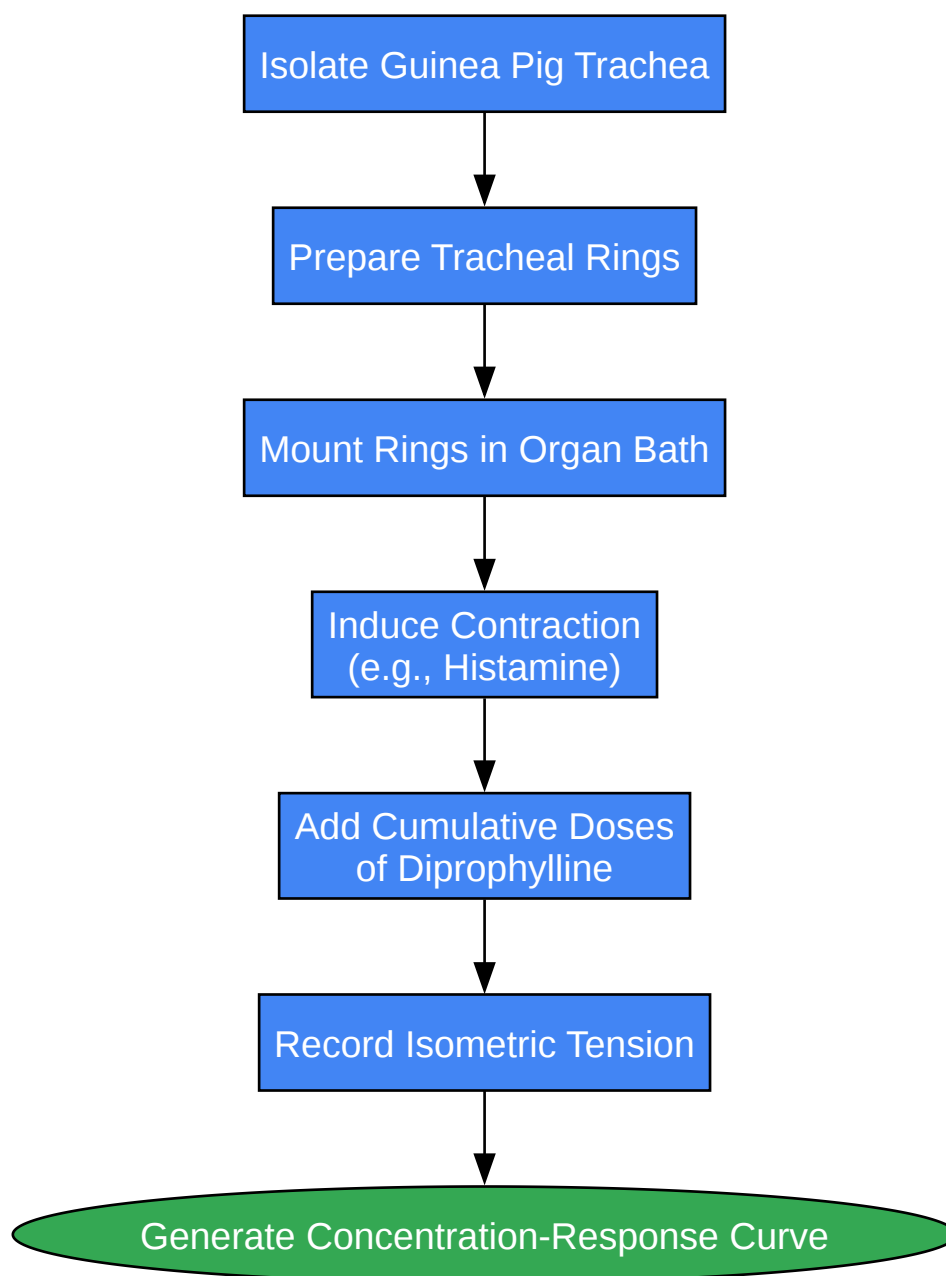 Isolate Guinea Pig Trachea
Prepare Tracheal Rings
Mount Rings in Organ Bath
Induce Contraction
(e.g., Histamine)
Add Cumulative Doses
of Diprophylline
Record Isometric Tension
Generate Concentration-Response Curve